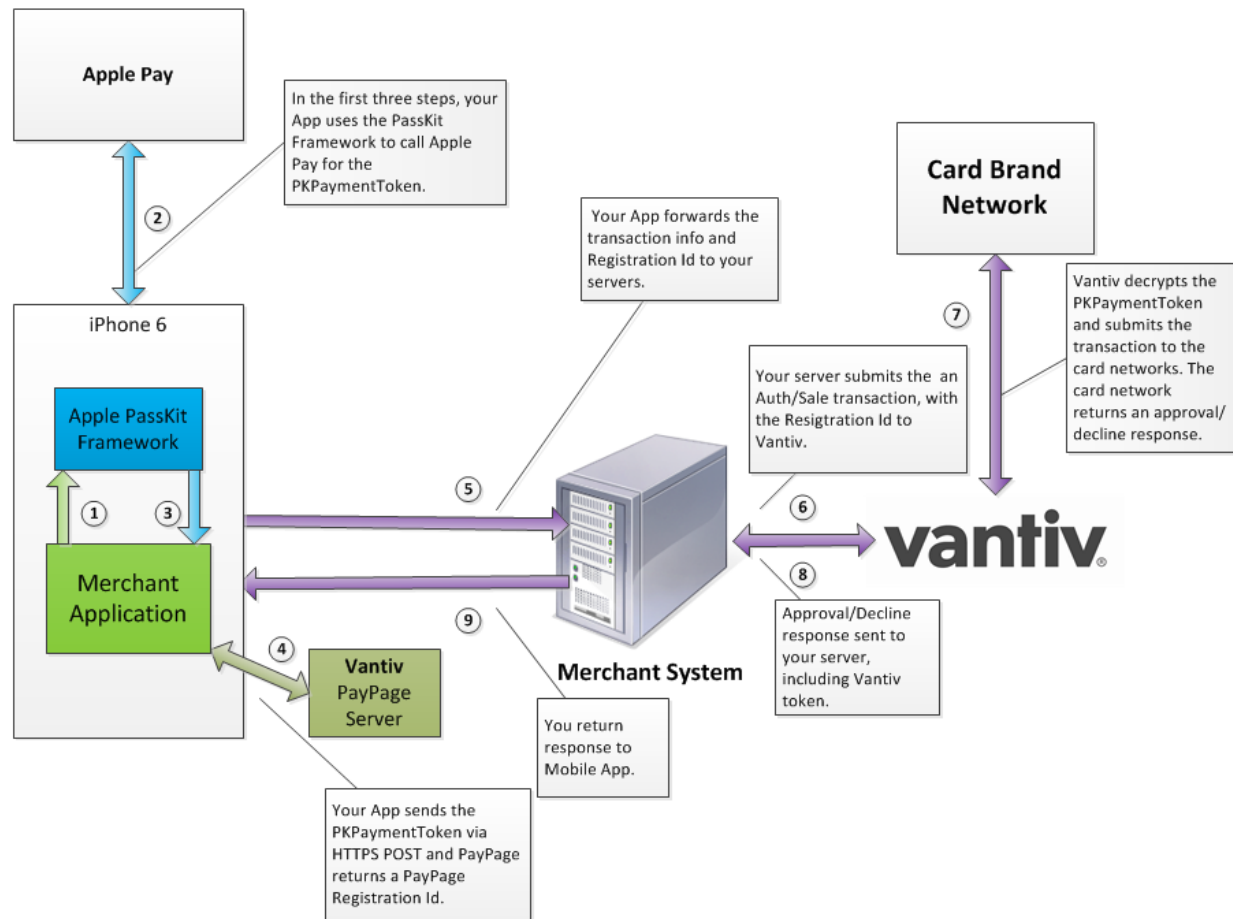 Apple Pay
In the first three steps, your
App uses the PassKit
Framework to call Apple
Pay for the
PKPaymentToken.
2
Card Brand
Network
Your App forwards the
transaction info and
Registration Id to your
servers.
iPhone 6
7
Vantiv decrypts the
PKPaymentToken
and submits the
transaction to the
card networks. The
card network
returns an approval/
decline response.
Your server submits the  an
Auth/Sale transaction, with
the Resigtration Id to
Vantiv.
Apple PassKit
Framework
1
3
5
6
vantiv®
Merchant
Application
8
9
4
Vantiv
PayPage
Server
Merchant System
Approval/Decline
response sent to
your server,
including Vantiv
token.
You return
response to
Mobile App.
Your App sends the
PKPaymentToken via
HTTPS POST and PayPage
returns a PayPage
Registration Id.